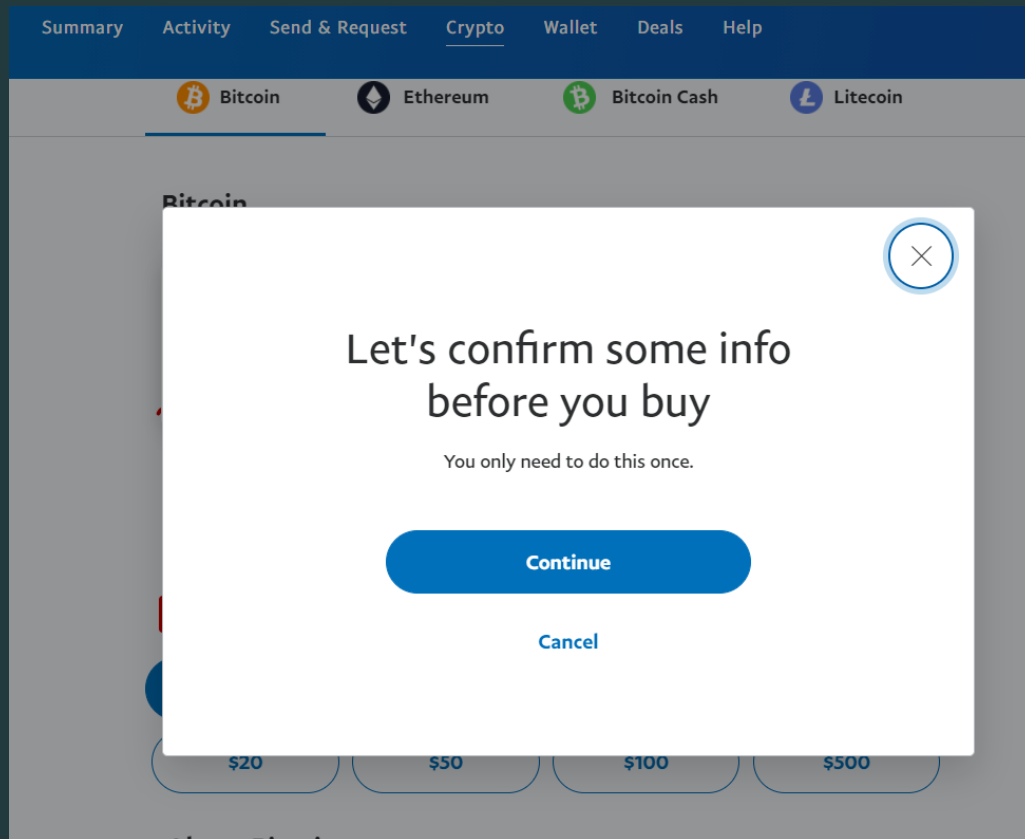 Summary Activity Send & Request Crypto Wallet Deals Help
Bitcoin Ethereum Bitcoin Cash Litecoin
Bitcoin
Let's confirm some info
before you buy
You only need to do this once.
Continue
Cancel
$20 $50 $100 $500